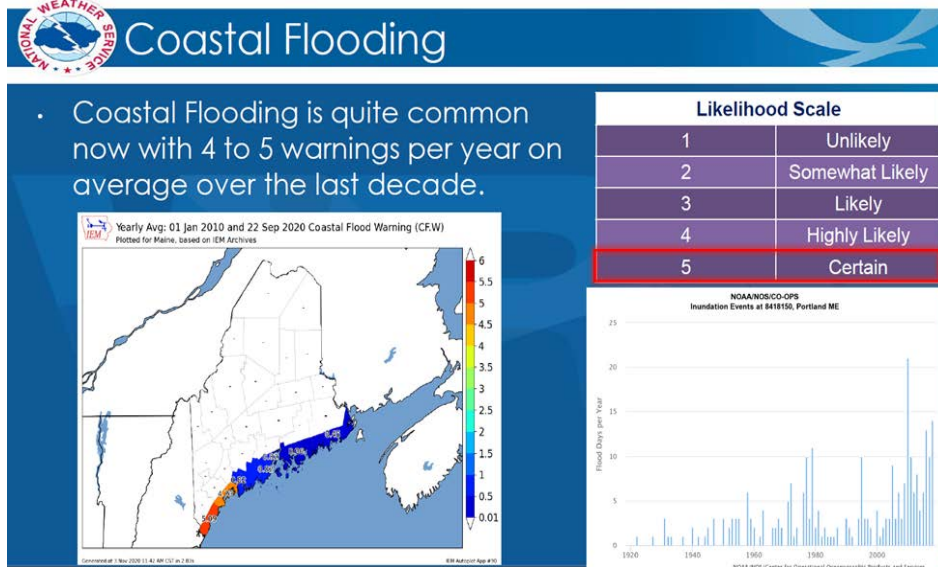 NATIONAL WEATHER SERVICE
Coastal Flooding
• Coastal Flooding is quite common
now with 4 to 5 warnings per year on
average over the last decade.
Likelihood Scale
1 Unlikely
2 Somewhat Likely
3 Likely
4 Highly Likely
5 Certain
IEM
Yearly Avg: 01 Jan 2010 and 22 Sep 2020 Coastal Flood Warning (CF.W)
Plotted for Maine, based on IEM Archives
6
5.5
5
4.5
4
3.5
3
2.5
2
1.5
1
0.5
0.01
IEM Autoplot App #90
NOAA/NOS/CO-OPS
Inundation Events at 8418150, Portland ME
Flood Days per Year
25
20
15
10
5
0
1920 1940 1960 1980 2000